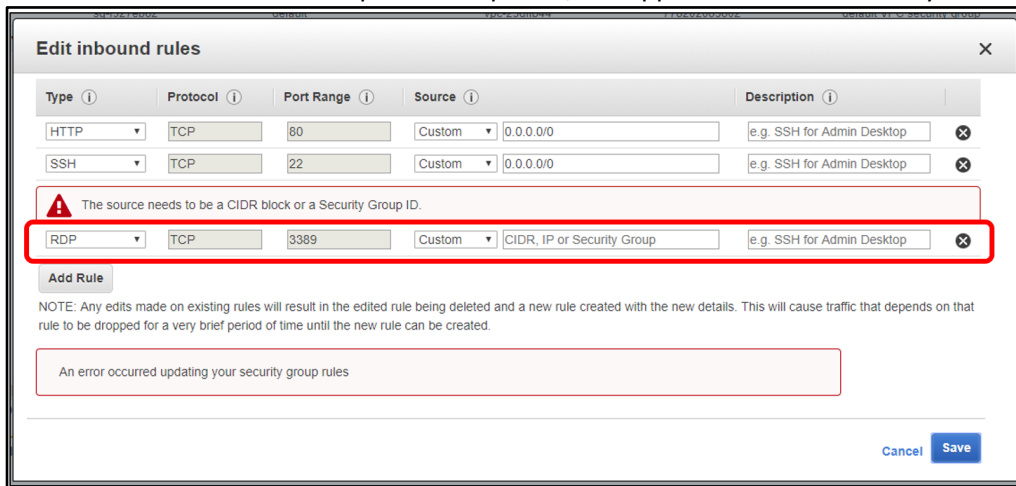 Edit inbound rules
Type Protocol Port Range Source Description
HTTP TCP 80 Custom 0.0.0.0/0 e.g. SSH for Admin Desktop
SSH TCP 22 Custom 0.0.0.0/0 e.g. SSH for Admin Desktop
The source needs to be a CIDR block or a Security Group ID.
RDP TCP 3389 Custom CIDR, IP or Security Group e.g. SSH for Admin Desktop
Add Rule
NOTE: Any edits made on existing rules will result in the edited rule being deleted and a new rule created with the new details. This will cause traffic that depends on that
rule to be dropped for a very brief period of time until the new rule can be created.
An error occurred updating your security group rules
Cancel Save